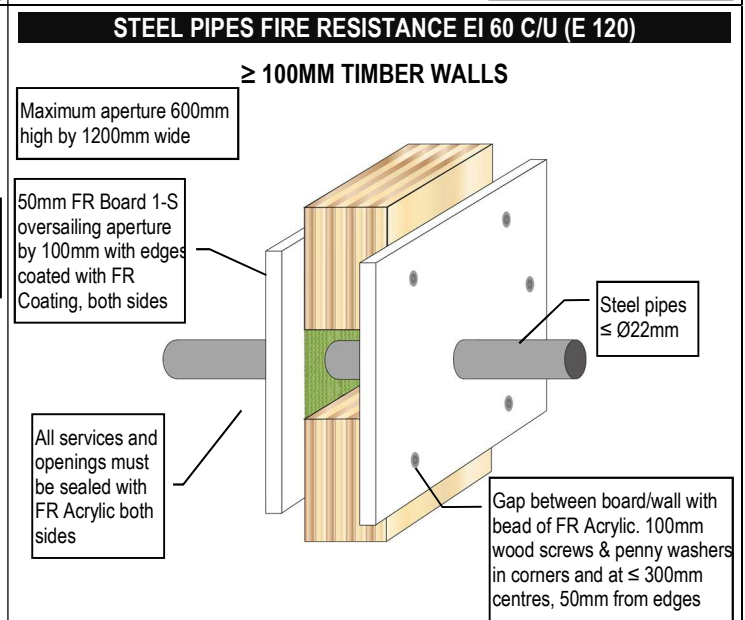 STEEL PIPES FIRE RESISTANCE EI 60 C/U (E 120)
≥ 100MM TIMBER WALLS
Maximum aperture 600mm
high by 1200mm wide
50mm FR Board 1-S
oversailing aperture
by 100mm with edges
coated with FR
Coating, both sides
Steel pipes
≤ Ø22mm
All services and
openings must
be sealed with
FR Acrylic both
sides
Gap between board/wall with
bead of FR Acrylic. 100mm
wood screws & penny washers
in corners and at ≤ 300mm
centres, 50mm from edges